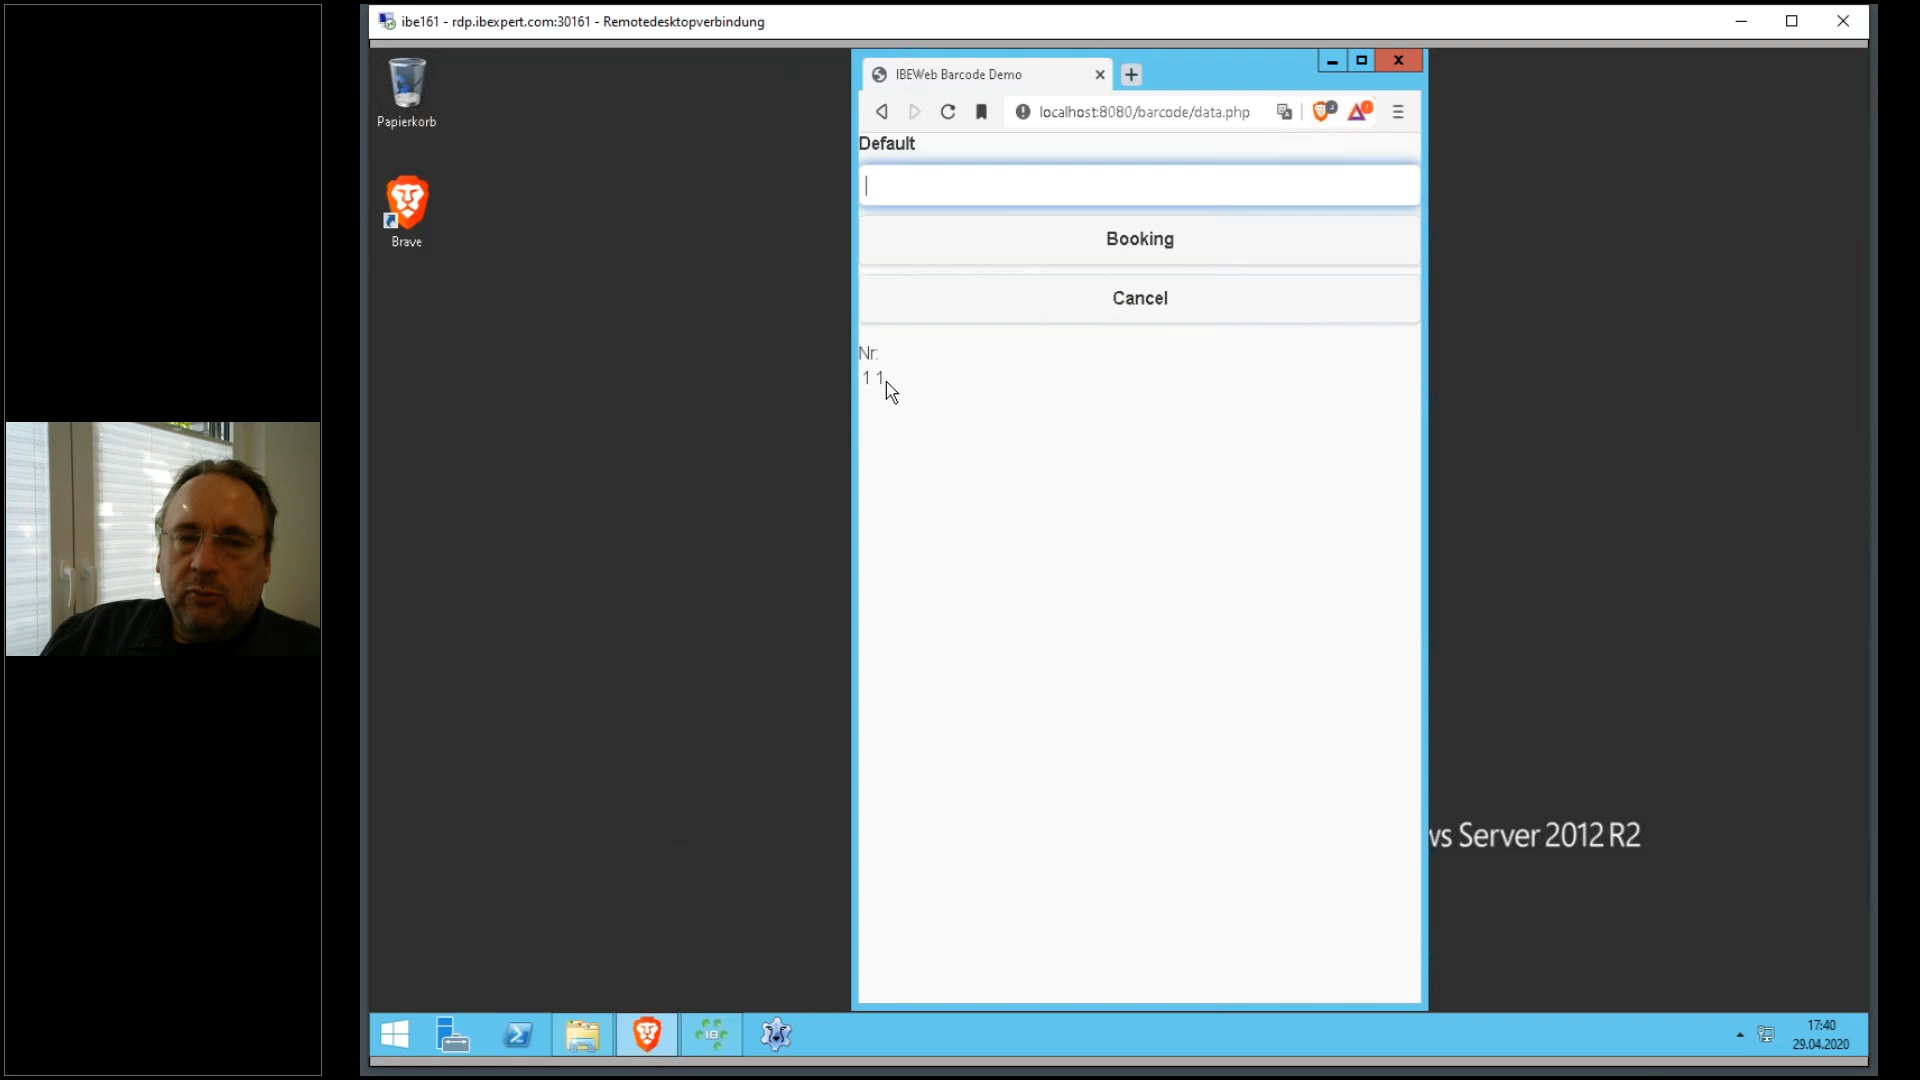 ibe161 - rdp.ibexpert.com:30161 - Remotedesktopverbindung
Papierkorb
Brave
IBEWeb Barcode Demo
localhost:8080/barcode/data.php
Default
Booking
Cancel
Nr:
1 1
ws Server 2012 R2
17:40
29.04.2020